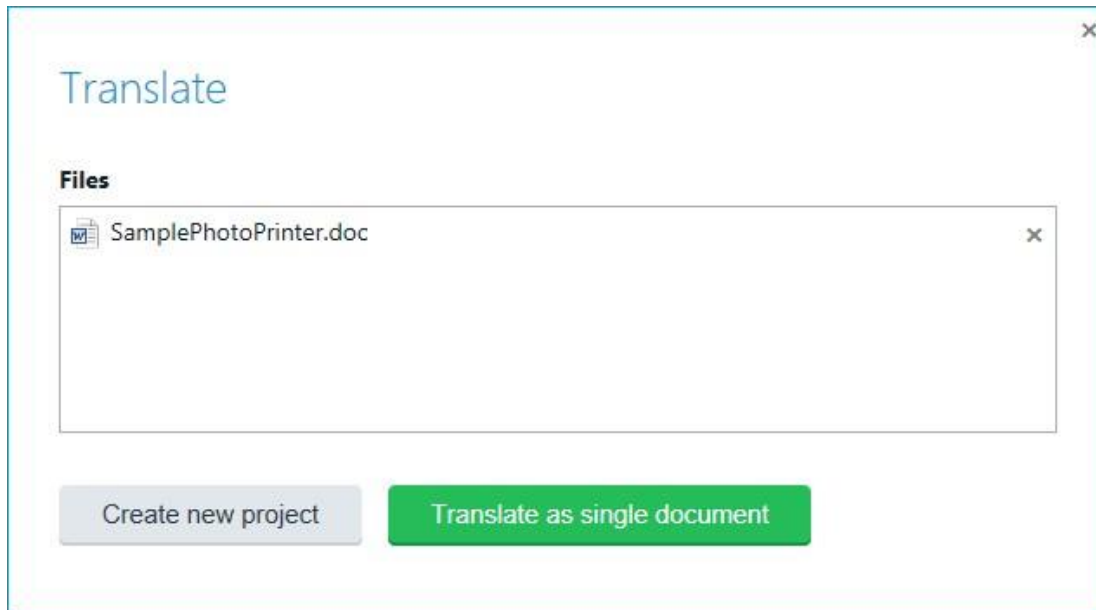 Translate
Files
SamplePhotoPrinter.doc
Create new project
Translate as single document